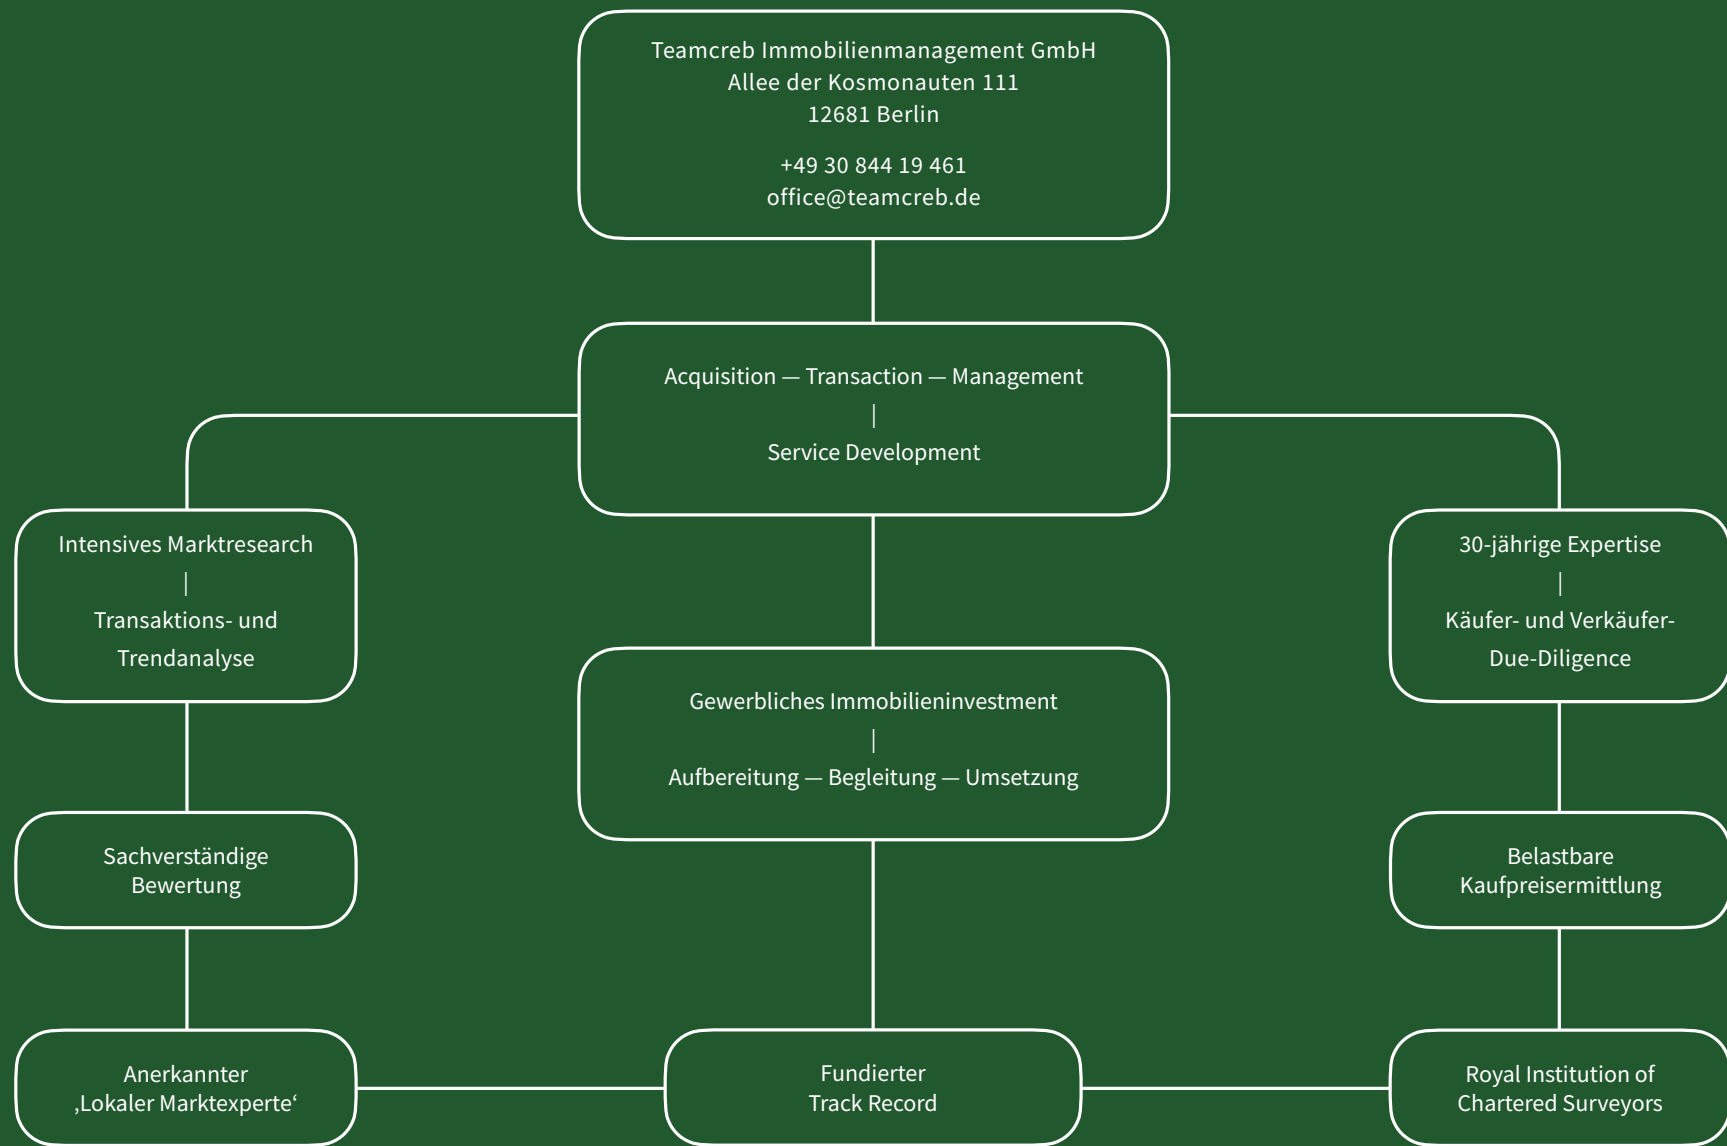 Teamcreb Immobilienmanagement GmbH
Allee der Kosmonauten 111
12681 Berlin
+49 30 844 19 461
office@teamcreb.de
Acquisition — Transaction — Management
|
Service Development
Intensives Marktresearch
|
Transaktions- und
Trendanalyse
30-jährige Expertise
|
Käufer- und Verkäufer-
Due-Diligence
Gewerbliches Immobilieninvestment
|
Aufbereitung — Begleitung — Umsetzung
Sachverständige
Bewertung
Belastbare
Kaufpreisermittlung
Anerkannter
‚Lokaler Marktexperte‘
Fundierter
Track Record
Royal Institution of
Chartered Surveyors